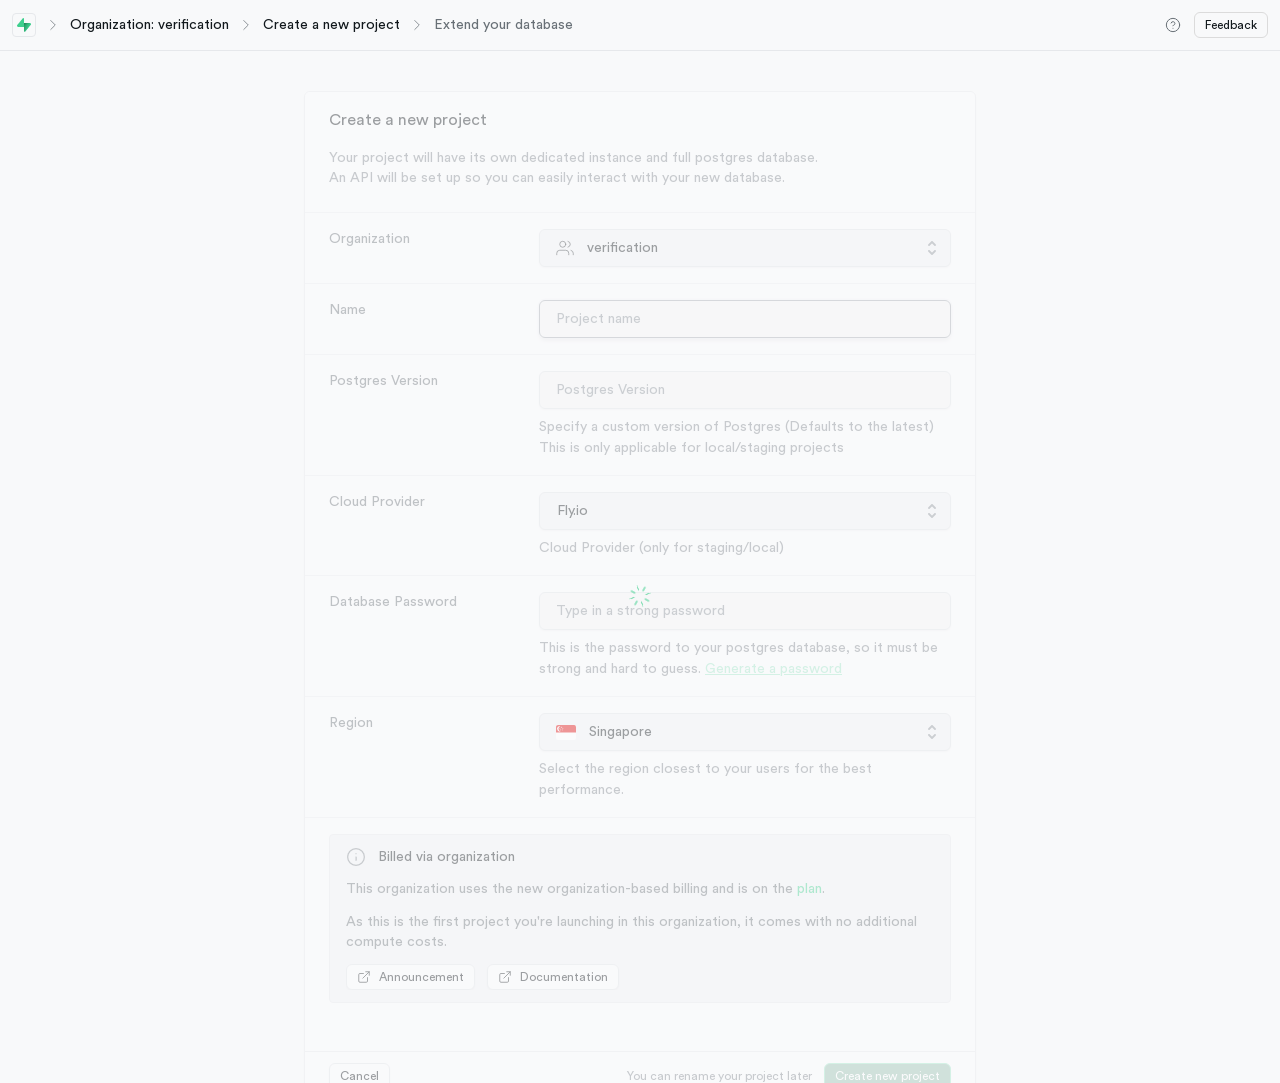 Organization: verification
Create a new project
Extend your database
Feedback
Create a new project
Your project will have its own dedicated instance and full postgres database.
An API will be set up so you can easily interact with your new database.
Organization
verification
Name
Project name
Postgres Version
Postgres Version
Specify a custom version of Postgres (Defaults to the latest)
This is only applicable for local/staging projects
Cloud Provider
Fly.io
Cloud Provider (only for staging/local)
Database Password
Type in a strong password
This is the password to your postgres database, so it must be
strong and hard to guess. Generate a password
Region
Singapore
Select the region closest to your users for the best
performance.
Billed via organization
This organization uses the new organization-based billing and is on the plan.
As this is the first project you're launching in this organization, it comes with no additional
compute costs.
Announcement
Documentation
Cancel
You can rename your project later
Create new project